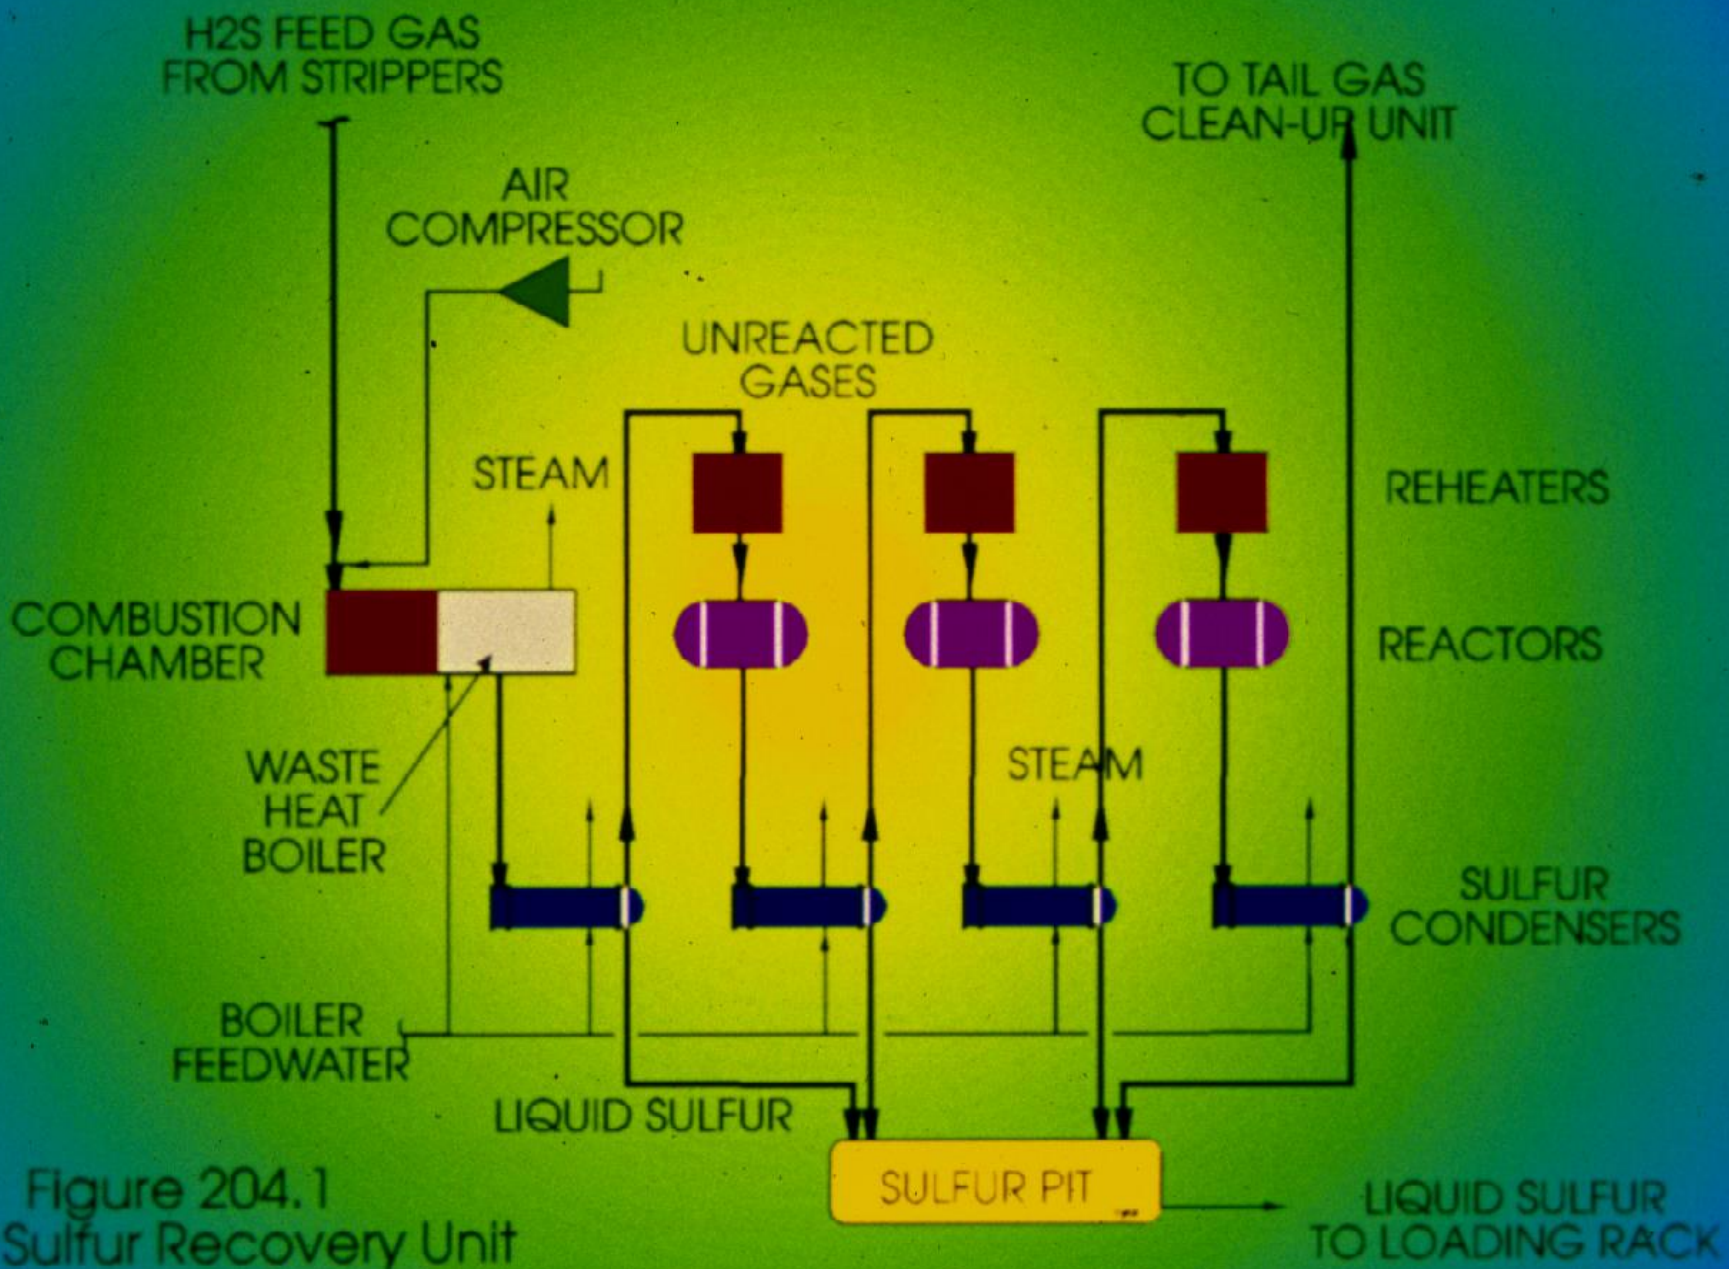 H2S FEED GAS
FROM STRIPPERS
TO TAIL GAS
CLEAN-UP UNIT
AIR
COMPRESSOR
UNREACTED
GASES
STEAM
REHEATERS
COMBUSTION
CHAMBER
REACTORS
WASTE
HEAT
BOILER
STEAM
SULFUR
CONDENSERS
BOILER
FEEDWATER
LIQUID SULFUR
SULFUR PIT
LIQUID SULFUR
TO LOADING RACK
Figure 204.1
Sulfur Recovery Unit